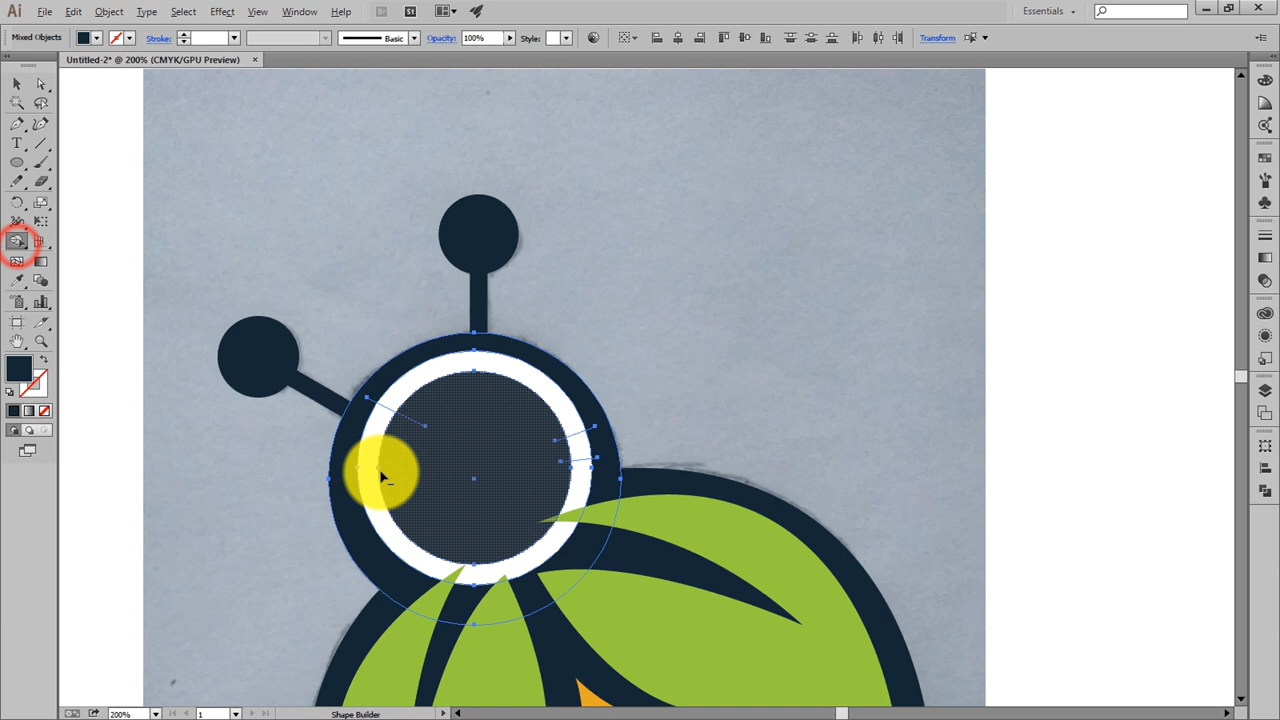 Ai File Edit Object Type Select Effect View Window Help Br St Essentials
Mixed Objects Stroke: Basic Opacity: 100% Style: Transform
Untitled-2* @ 200% (CMYK/GPU Preview)
T
200% 1 Shape Builder